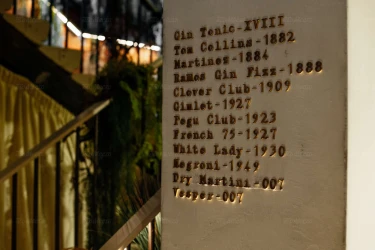 Gin Tonic-XVIII
Tom Collins-1882
Martinez-1884
Ramos Gin Fizz-1888
Clover Club-1909
Gimlet-1927
Pegu Club-1923
French 75-1927
White Lady-1930
Negroni-1949
Dry Martini-007
Vesper-007